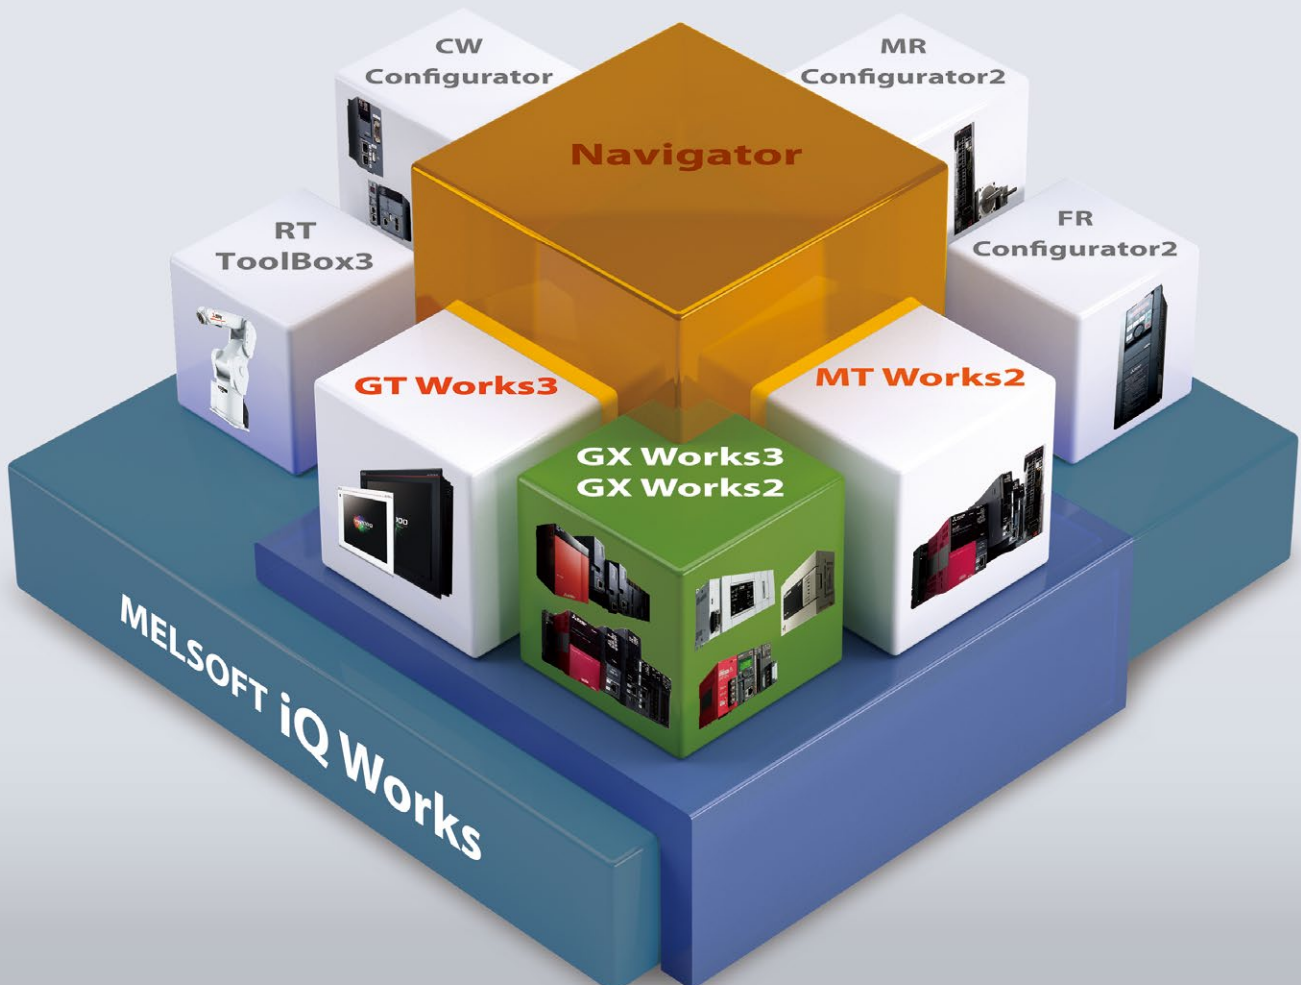 CW
Configurator
MR
Configurator2
Navigator
RT
ToolBox3
FR
Configurator2
GT Works3
MT Works2
GX Works3
GX Works2
MELSOFT iQ Works